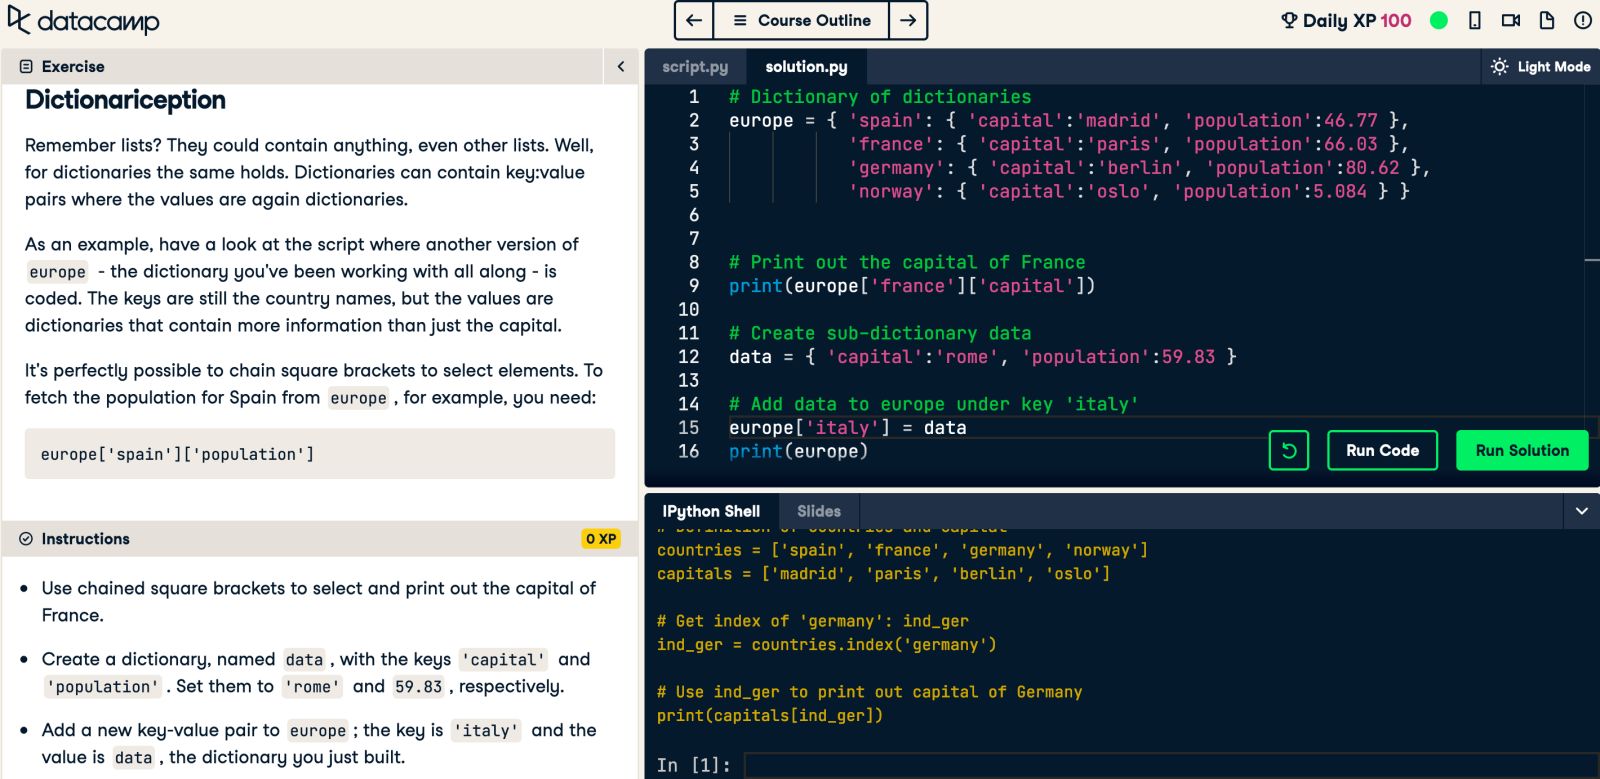 datacamp
Course Outline
Daily XP 100
Exercise
Dictionariception
Remember lists? They could contain anything, even other lists. Well,
for dictionaries the same holds. Dictionaries can contain key:value
pairs where the values are again dictionaries.
As an example, have a look at the script where another version of
europe - the dictionary you've been working with all along - is
coded. The keys are still the country names, but the values are
dictionaries that contain more information than just the capital.
It's perfectly possible to chain square brackets to select elements. To
fetch the population for Spain from europe , for example, you need:
europe['spain']['population']
Instructions
0 XP
• Use chained square brackets to select and print out the capital of
France.
• Create a dictionary, named data , with the keys 'capital' and
'population' . Set them to 'rome' and 59.83 , respectively.
• Add a new key-value pair to europe ; the key is 'italy' and the
value is data , the dictionary you just built.
script.py
solution.py
Light Mode
1 # Dictionary of dictionaries
2 europe = { 'spain': { 'capital':'madrid', 'population':46.77 },
3 'france': { 'capital':'paris', 'population':66.03 },
4 'germany': { 'capital':'berlin', 'population':80.62 },
5 'norway': { 'capital':'oslo', 'population':5.084 } }
6
7
8 # Print out the capital of France
9 print(europe['france']['capital'])
10
11 # Create sub-dictionary data
12 data = { 'capital':'rome', 'population':59.83 }
13
14 # Add data to europe under key 'italy'
15 europe['italy'] = data
16 print(europe)
Run Code
Run Solution
IPython Shell
Slides
# Definition of countries and capital
countries = ['spain', 'france', 'germany', 'norway']
capitals = ['madrid', 'paris', 'berlin', 'oslo']
# Get index of 'germany': ind_ger
ind_ger = countries.index('germany')
# Use ind_ger to print out capital of Germany
print(capitals[ind_ger])
In [1]: